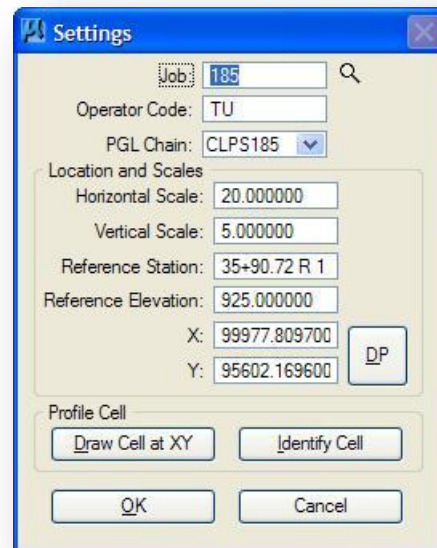 Settings
Job: 185
Operator Code: TU
PGL Chain: CLPS185
Location and Scales
Horizontal Scale: 20.000000
Vertical Scale: 5.000000
Reference Station: 35+90.72 R 1
Reference Elevation: 925.000000
X: 99977.809700
DP
Y: 95602.169600
Profile Cell
Draw Cell at XY Identify Cell
OK Cancel